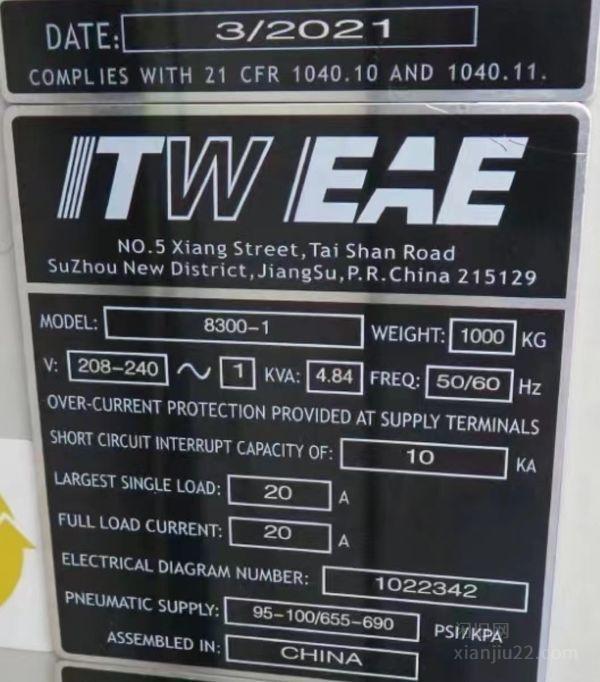 DATE: 3/2021
COMPLIES WITH 21 CFR 1040.10 AND 1040.11.
ITW EAE
NO.5 Xiang Street,Tai Shan Road
SuZhou New District,JiangSu,P.R.China 215129
MODEL: 8300-1 WEIGHT: 1000 KG
V: 208-240 ~ 1 KVA: 4.84 FREQ: 50/60 Hz
OVER-CURRENT PROTECTION PROVIDED AT SUPPLY TERMINALS
SHORT CIRCUIT INTERRUPT CAPACITY OF: 10 KA
LARGEST SINGLE LOAD: 20 A
FULL LOAD CURRENT: 20 A
ELECTRICAL DIAGRAM NUMBER: 1022342
PNEUMATIC SUPPLY: 95-100/655-690 PSI/KPA
ASSEMBLED IN: CHINA
xianjiu22.com